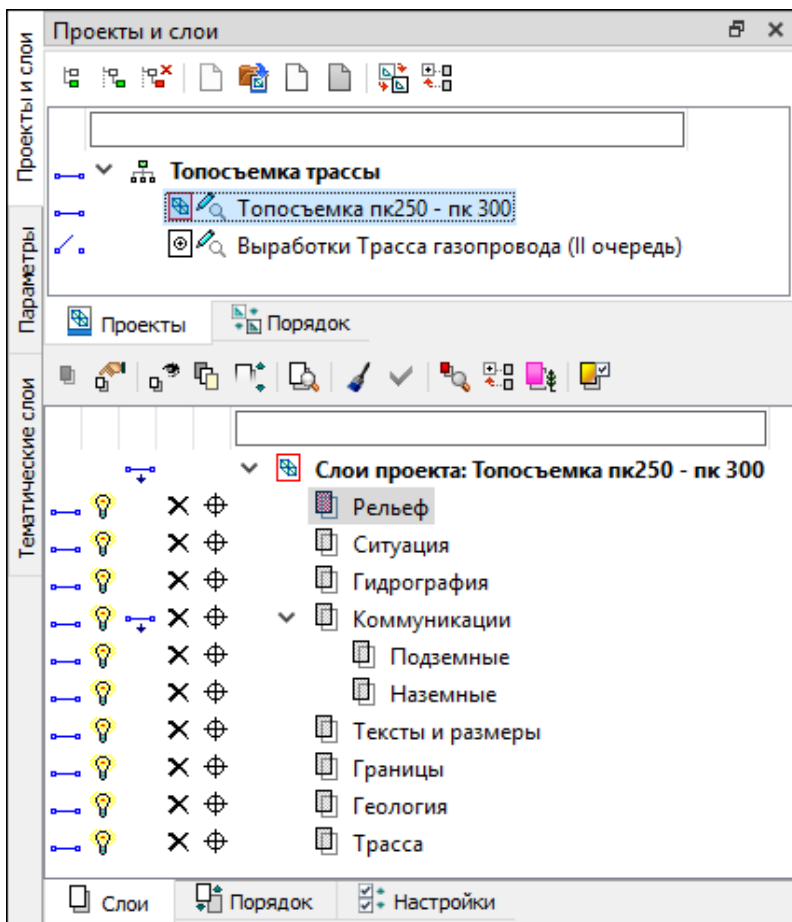 Проекты и слои
Проекты и слои
Параметры
Тематические слои
Топосъемка трассы
Топосъемка пк250 - пк 300
Выработки Трасса газопровода (II очередь)
Проекты
Порядок
Слои проекта: Топосъемка пк250 - пк 300
Рельеф
Ситуация
Гидрография
Коммуникации
Подземные
Наземные
Тексты и размеры
Границы
Геология
Трасса
Слои
Порядок
Настройки